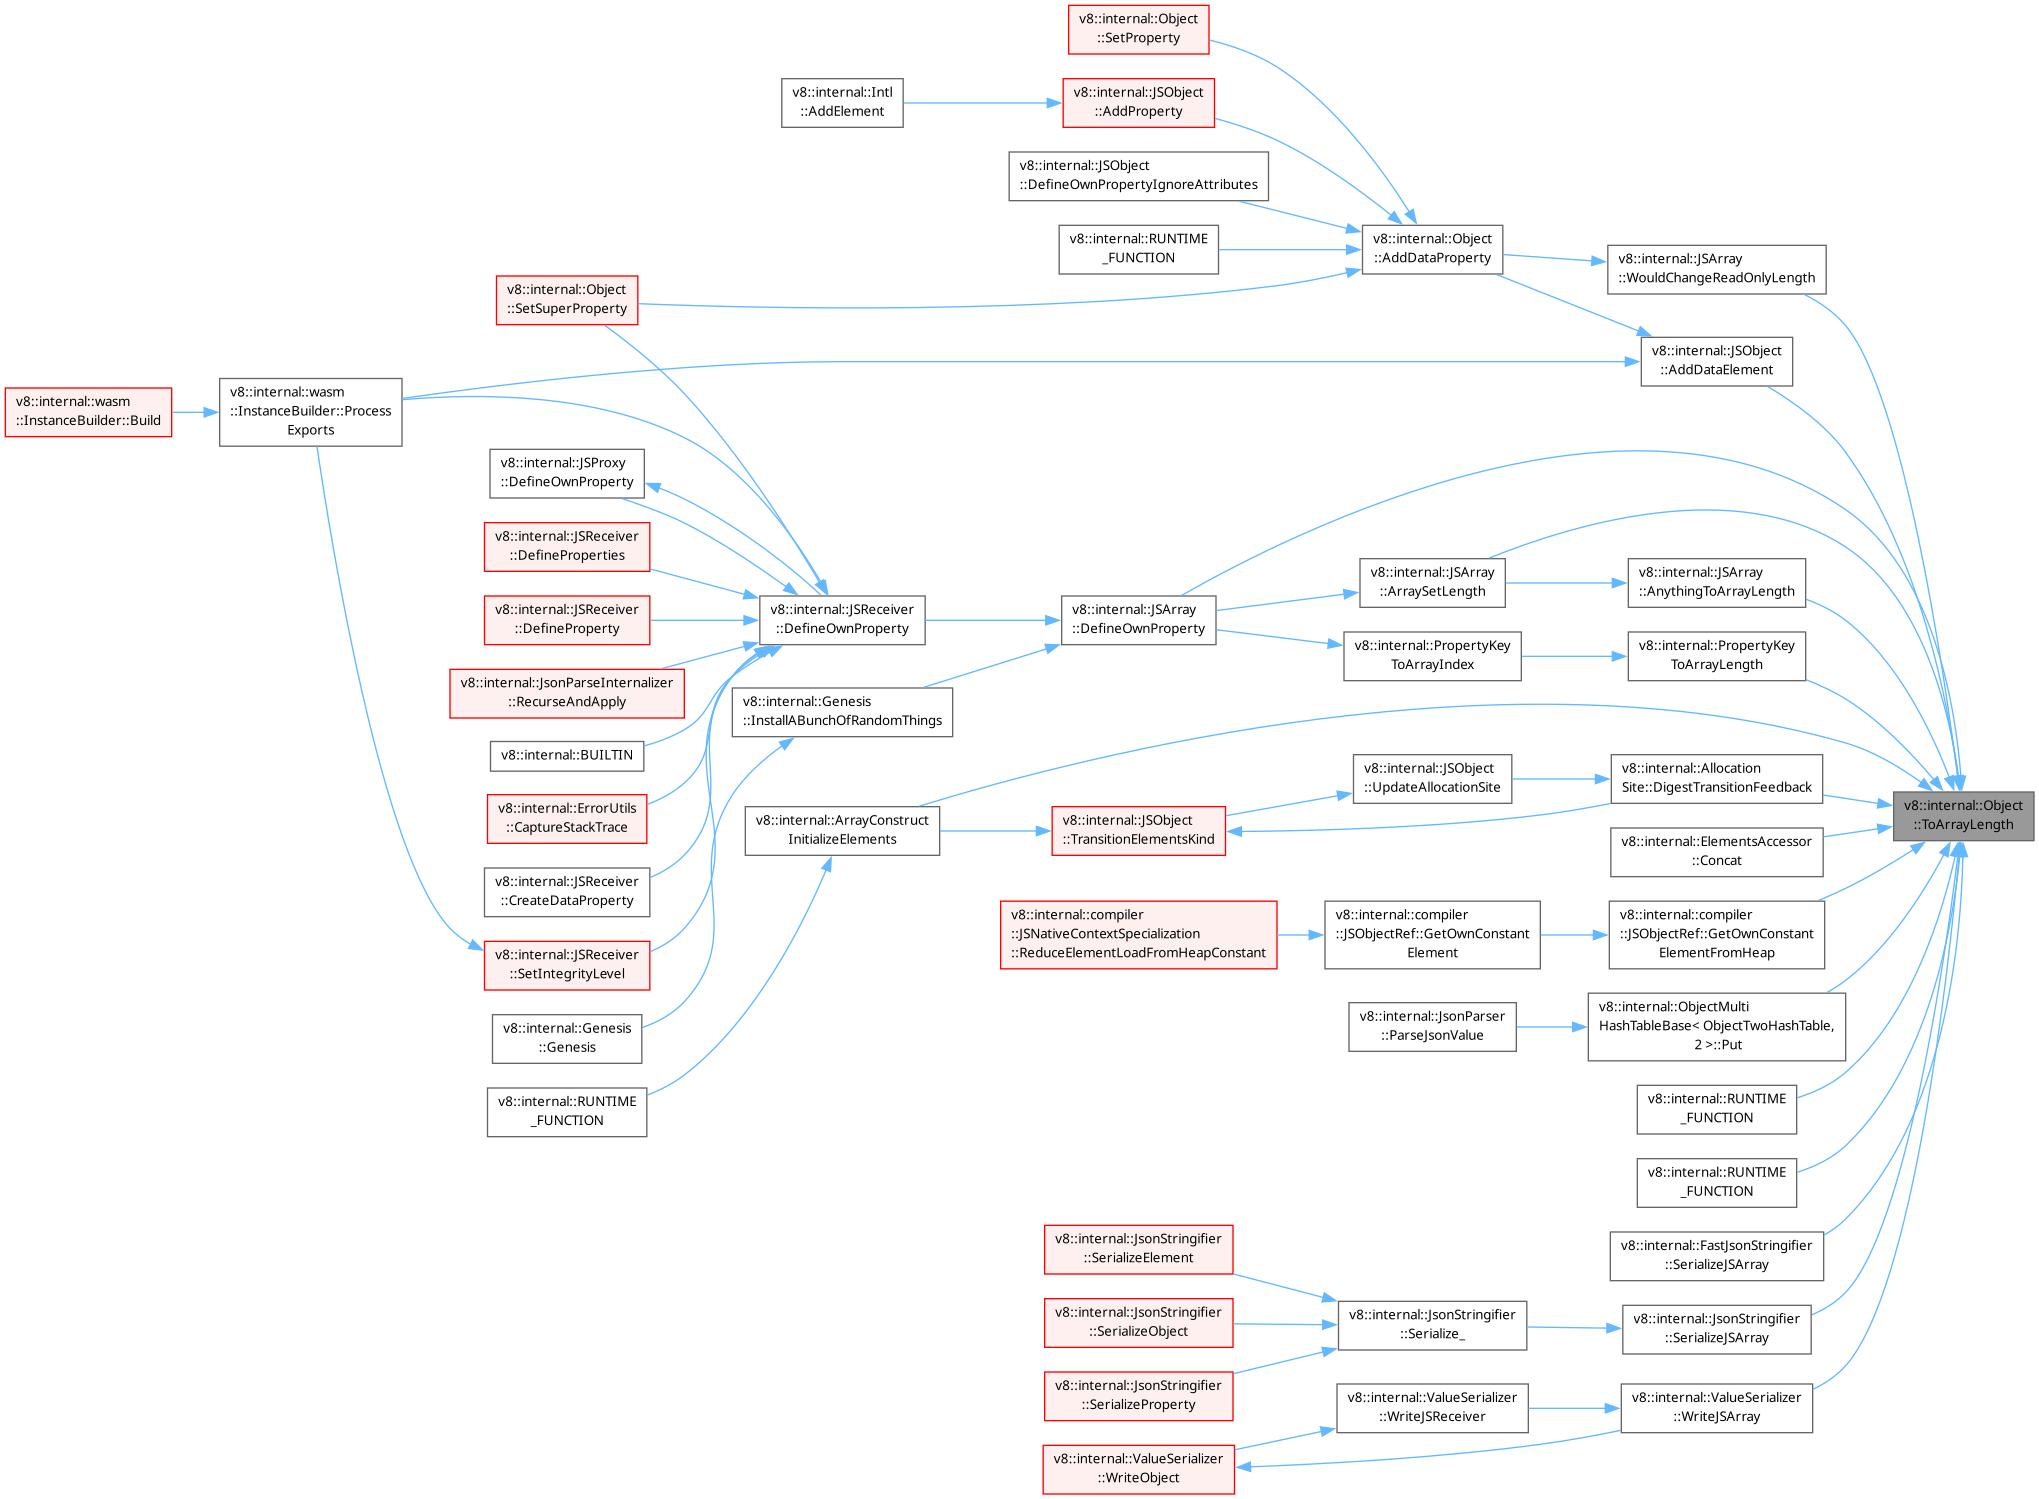 v8::internal::Object
::SetProperty
v8::internal::Intl
::AddElement
v8::internal::JSObject
::AddProperty
v8::internal::JSObject
::DefineOwnPropertyIgnoreAttributes
v8::internal::RUNTIME
_FUNCTION
v8::internal::Object
::AddDataProperty
v8::internal::JSArray
::WouldChangeReadOnlyLength
v8::internal::Object
::SetSuperProperty
v8::internal::JSObject
::AddDataElement
v8::internal::wasm
::InstanceBuilder::Build
v8::internal::wasm
::InstanceBuilder::Process
Exports
v8::internal::JSProxy
::DefineOwnProperty
v8::internal::JSReceiver
::DefineProperties
v8::internal::JSReceiver
::DefineProperty
v8::internal::JSReceiver
::DefineOwnProperty
v8::internal::JSArray
::DefineOwnProperty
v8::internal::JSArray
::ArraySetLength
v8::internal::JSArray
::AnythingToArrayLength
v8::internal::PropertyKey
ToArrayIndex
v8::internal::PropertyKey
ToArrayLength
v8::internal::JsonParseInternalizer
::RecurseAndApply
v8::internal::Genesis
::InstallABunchOfRandomThings
v8::internal::BUILTIN
v8::internal::JSObject
::UpdateAllocationSite
v8::internal::Allocation
Site::DigestTransitionFeedback
v8::internal::ErrorUtils
::CaptureStackTrace
v8::internal::ArrayConstruct
InitializeElements
v8::internal::JSObject
::TransitionElementsKind
v8::internal::Object
::ToArrayLength
v8::internal::ElementsAccessor
::Concat
v8::internal::JSReceiver
::CreateDataProperty
v8::internal::compiler
::JSNativeContextSpecialization
::ReduceElementLoadFromHeapConstant
v8::internal::compiler
::JSObjectRef::GetOwnConstant
Element
v8::internal::compiler
::JSObjectRef::GetOwnConstant
ElementFromHeap
v8::internal::JSReceiver
::SetIntegrityLevel
v8::internal::Genesis
::Genesis
v8::internal::JsonParser
::ParseJsonValue
v8::internal::ObjectMulti
HashTableBase< ObjectTwoHashTable,
2 >::Put
v8::internal::RUNTIME
_FUNCTION
v8::internal::RUNTIME
_FUNCTION
v8::internal::RUNTIME
_FUNCTION
v8::internal::FastJsonStringifier
::SerializeJSArray
v8::internal::JsonStringifier
::SerializeElement
v8::internal::JsonStringifier
::SerializeObject
v8::internal::JsonStringifier
::Serialize_
v8::internal::JsonStringifier
::SerializeJSArray
v8::internal::JsonStringifier
::SerializeProperty
v8::internal::ValueSerializer
::WriteJSReceiver
v8::internal::ValueSerializer
::WriteJSArray
v8::internal::ValueSerializer
::WriteObject